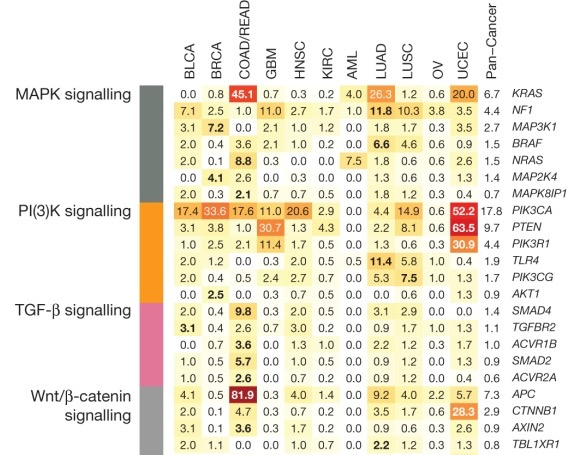 BLCA BRCA COAD/READ GBM HNSC KIRC AML LUAD LUSC OV UCEC Pan-Cancer
MAPK signalling 0.0 0.8 45.1 0.7 0.3 0.2 4.0 26.3 1.2 0.6 20.0 6.7 KRAS
7.1 2.5 1.0 11.0 2.7 1.7 1.0 11.8 10.3 3.8 3.5 4.5 NF1
3.1 7.2 1.0 2.1 1.0 1.2 0.0 1.8 1.7 0.6 3.5 2.7 MAP3K1
2.0 0.4 3.6 2.1 1.0 0.5 0.0 6.6 4.6 0.6 0.9 1.5 BRAF
2.0 0.1 8.8 0.7 0.3 0.0 7.5 1.8 0.6 0.6 2.6 1.5 NRAS
0.0 4.1 2.6 0.0 0.3 0.2 0.0 1.3 0.6 0.3 1.3 1.4 MAP2K4
2.0 0.3 2.1 0.7 0.7 0.2 0.0 1.8 1.2 0.3 0.4 0.7 MAPK8IP1
PI(3)K signalling 17.4 33.6 17.6 11.0 20.6 2.9 0.0 4.4 14.9 0.6 52.2 17.8 PIK3CA
3.1 3.8 1.0 30.7 1.3 4.3 0.0 2.2 8.1 0.6 63.5 9.7 PTEN
1.0 2.5 2.1 11.4 1.7 0.5 0.0 1.3 0.6 0.3 30.9 4.4 PIK3R1
2.0 1.2 0.0 0.3 2.0 0.5 0.5 11.4 5.8 1.0 0.4 1.9 TLR4
2.0 0.4 0.5 2.4 2.7 0.7 0.0 5.3 7.5 1.0 1.3 1.7 PIK3CG
0.0 2.5 0.0 0.3 0.7 0.5 0.0 0.0 0.6 0.0 1.3 0.9 AKT1
TGF-β signalling 2.0 0.4 9.8 0.3 2.0 0.5 0.0 3.1 2.9 0.0 0.0 1.4 SMAD4
3.1 0.4 2.6 0.7 3.0 0.2 0.0 0.9 1.7 1.0 1.3 1.1 TGFBR2
0.0 0.7 3.6 0.3 1.3 1.0 0.0 2.2 1.2 0.3 1.7 0.9 ACVR1B
1.0 0.5 5.7 0.0 1.0 0.7 0.0 0.9 1.2 0.0 1.3 0.9 SMAD2
1.0 0.5 2.6 0.7 0.2 0.2 0.0 0.9 1.2 0.0 0.4 0.6 ACVR2A
Wnt/β-catenin 4.1 0.5 81.9 0.3 4.0 1.4 0.0 9.2 4.0 2.2 5.7 7.3 APC
signalling 2.0 0.1 4.7 0.7 0.7 0.2 0.0 3.5 1.7 0.6 28.3 2.9 CTNNB1
3.1 0.1 3.6 0.3 1.7 0.2 0.0 0.9 1.2 0.3 2.6 0.9 AXIN2
2.0 1.1 0.0 0.0 0.7 0.7 0.0 2.2 1.2 0.3 1.3 0.8 TBL1XR1